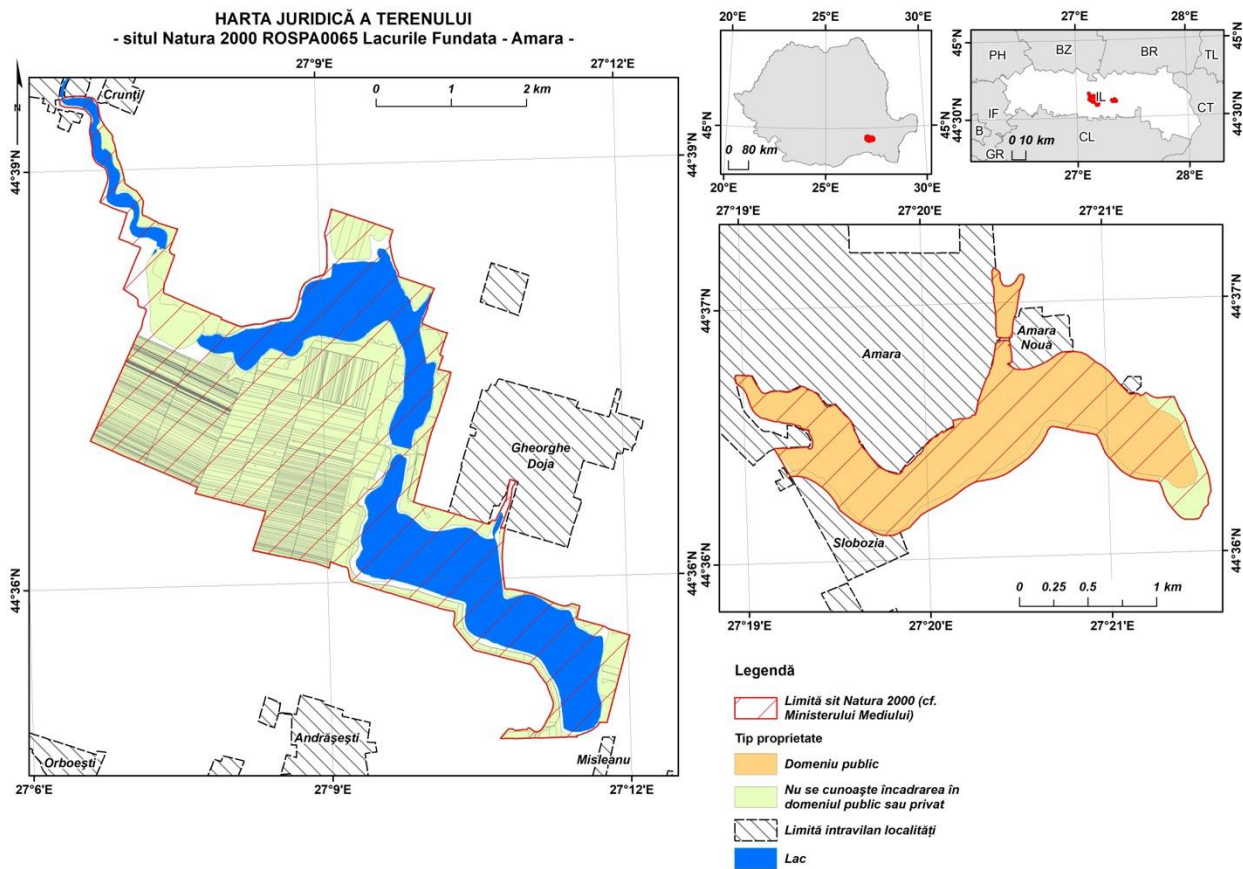 HARTA JURIDICĂ A TERENULUI
- situl Natura 2000 ROSPA0065 Lacurile Fundata - Amara -
27°9'E
27°12'E
N
Crunți
0 1 2 km
44°39'N
44°39'N
Gheorghe
Doja
44°36'N
44°36'N
Andrășești
Orboești
Misleanu
27°6'E
27°9'E
27°12'E
20°E
25°E
30°E
45°N
45°N
0 80 km
20°E
25°E
30°E
27°E
28°E
45°N
45°N
PH
BZ
BR
TL
IL
IF
CT
B
CL
GR
0 10 km
44°30'N
44°30'N
27°E
28°E
27°19'E
27°20'E
27°21'E
44°37'N
44°37'N
Amara
Amara
Nouă
Slobozia
44°36'N
44°36'N
0 0.25 0.5 1 km
27°19'E
27°20'E
27°21'E
Legendă
Limită sit Natura 2000 (cf.
Ministerului Mediului)
Tip proprietate
Domeniu public
Nu se cunoaște încadrarea în
domeniul public sau privat
Limită intravilan localități
Lac